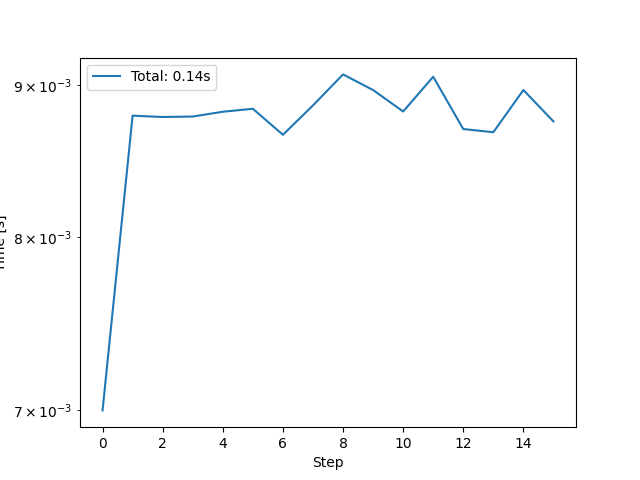 Total: 0.14s
9 × 10⁻³
8 × 10⁻³
7 × 10⁻³
Time [s]
0 2 4 6 8 10 12 14
Step